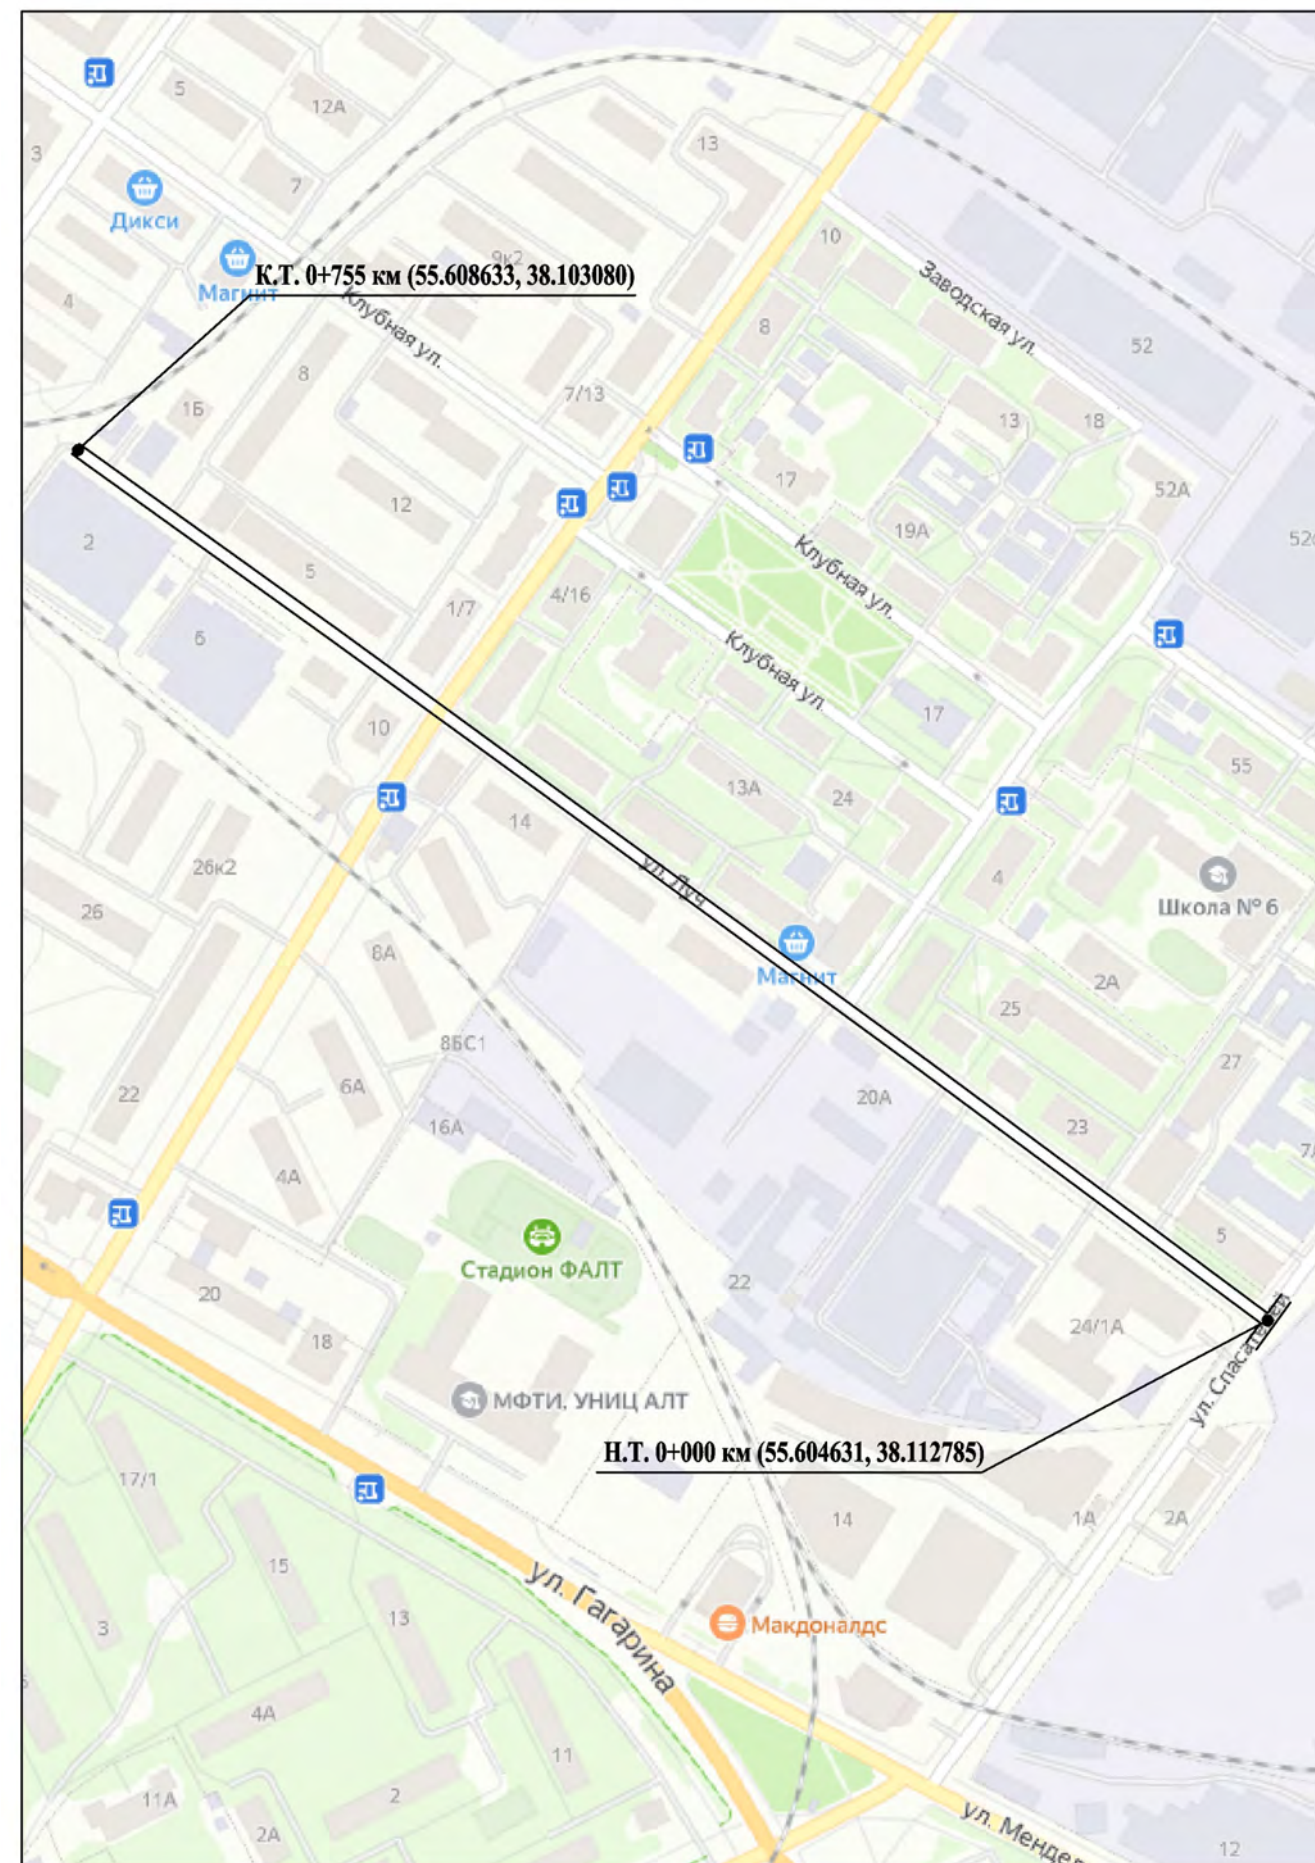 5
12А
3
13
7
Дикси
10
9к2
Заводская ул.
К.Т. 0+755 км (55.608633, 38.103080)
Магнит
4
Клубная ул.
8
52
8
7/13
1Б
13
18
17
52А
12
19А
2
5
Клубная ул.
4/16
1/7
6
Клубная ул.
17
10
55
13А
24
14
26к2
ул. Луч
4
Школа № 6
26
8А
Магнит
2А
25
8БС1
27
6А
22
20А
16А
23
4А
5
Стадион ФАЛТ
22
20
24/1А
18
ул. Спасателей
МФТИ, УНИЦ АЛТ
Н.Т. 0+000 км (55.604631, 38.112785)
17/1
14
1А
2А
15
ул. Гагарина
13
3
Макдоналдс
4А
11
11А
2
ул. Мендел
2А
12